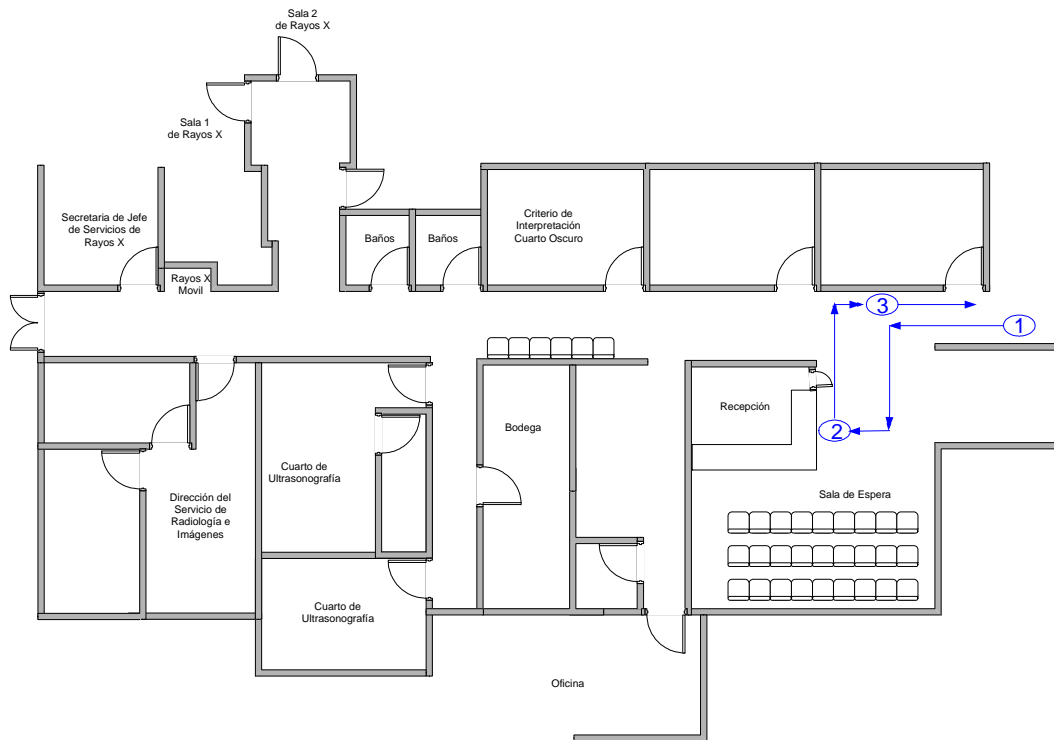 Sala 2
de Rayos X
Sala 1
de Rayos X
Secretaria de Jefe
de Servicios de
Rayos X
Rayos X
Movil
Baños
Baños
Criterio de
Interpretación
Cuarto Oscuro
3
1
Recepción
2
Bodega
Cuarto de
Ultrasonografía
Dirección del
Servicio de
Radiología e
Imágenes
Sala de Espera
Cuarto de
Ultrasonografía
Oficina